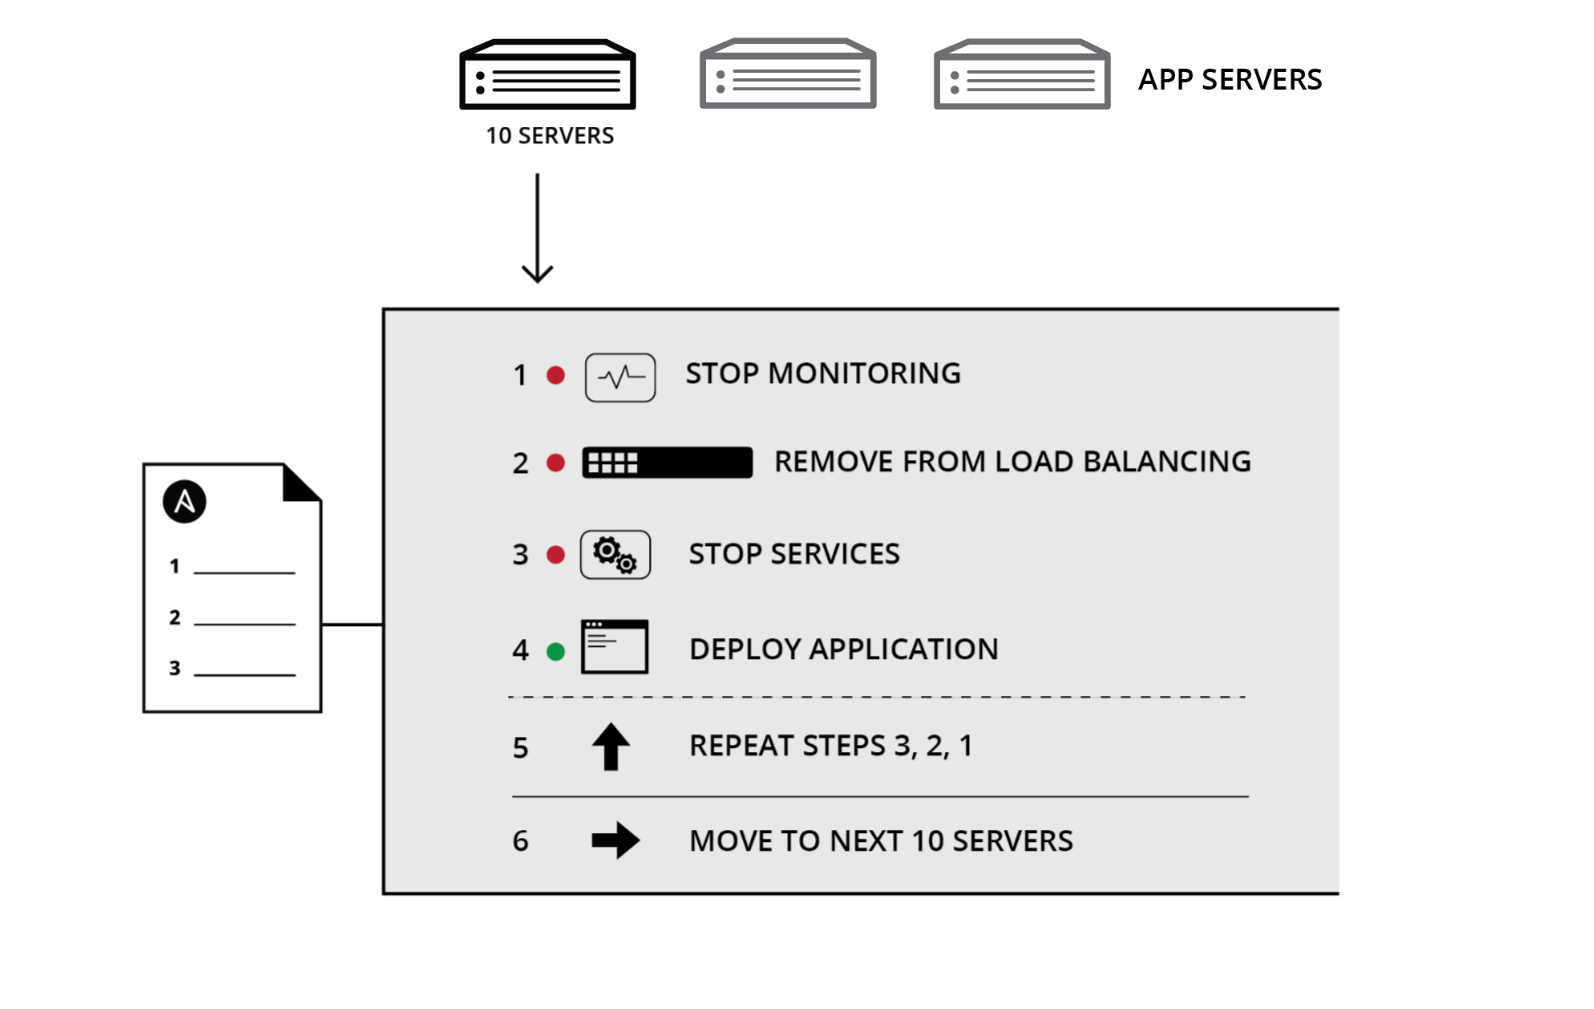 APP SERVERS
10 SERVERS
1 STOP MONITORING
2 REMOVE FROM LOAD BALANCING
3 STOP SERVICES
4 DEPLOY APPLICATION
5 REPEAT STEPS 3, 2, 1
6 MOVE TO NEXT 10 SERVERS
A
1
2
3